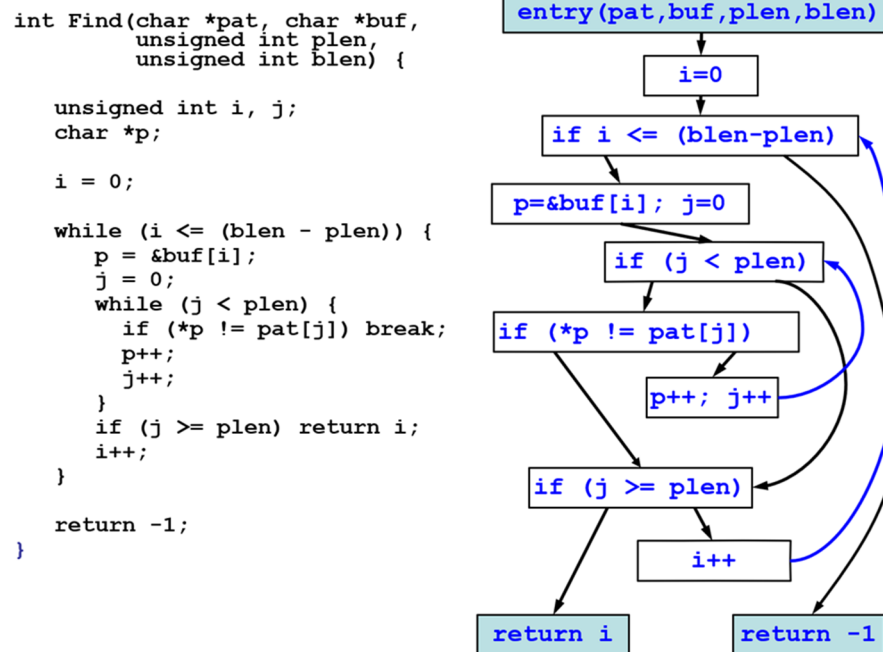 int Find(char *pat, char *buf,
unsigned int plen,
unsigned int blen) {
unsigned int i, j;
char *p;
i = 0;
while (i <= (blen - plen)) {
p = &buf[i];
j = 0;
while (j < plen) {
if (*p != pat[j]) break;
p++;
j++;
}
if (j >= plen) return i;
i++;
}
return -1;
}
entry(pat,buf,plen,blen)
i=0
if i <= (blen-plen)
p=&buf[i]; j=0
if (j < plen)
if (*p != pat[j])
p++; j++
if (j >= plen)
i++
return i
return -1